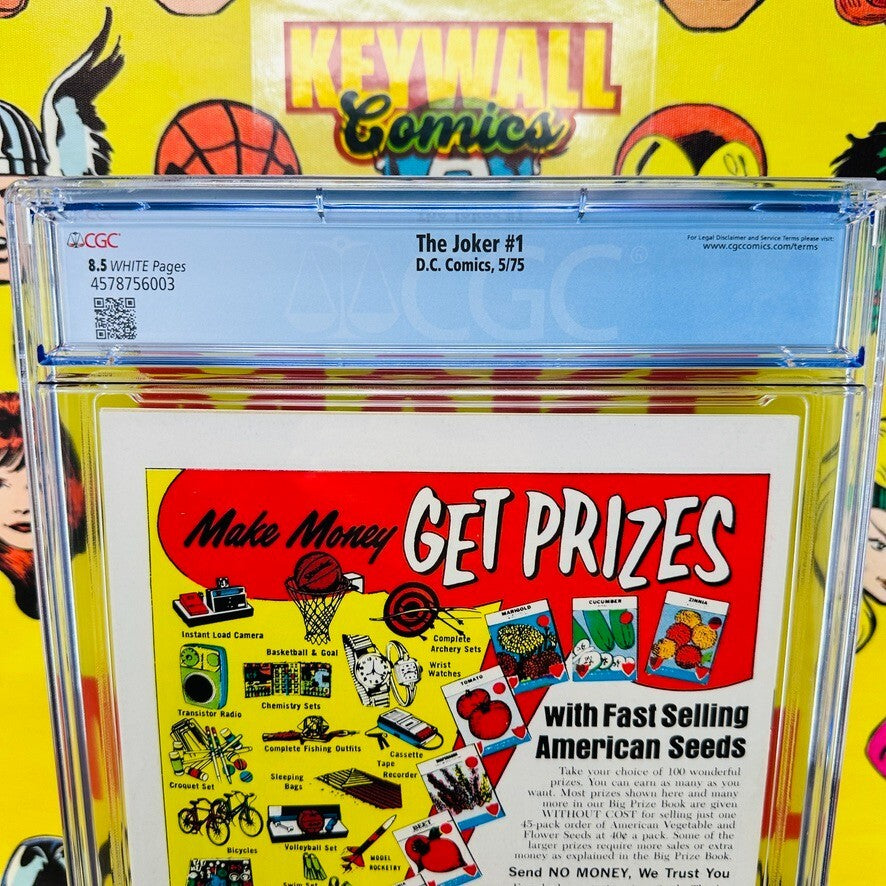 KEYWALL
Comics
CGC
8.5 WHITE Pages
4578756003
The Joker #1
D.C. Comics, 5/75
For Legal Disclaimer and Service Terms please visit:
www.cgccomics.com/terms
CGC
Make Money GET PRIZES
Instant Load Camera
Basketball & Goal
Complete
Archery Sets
MARIGOLD
CUCUMBER
ZINNIA
Transistor Radio
Chemistry Sets
Wrist
Watches
TOMATO
Complete Fishing Outfits
Cassette
Tape
Recorder
Croquet Set
Sleeping
Bags
Bicycles
Volleyball Set
MODEL
ROCKETRY
BEET
Swim Set
with Fast Selling
American Seeds
Take your choice of 100 wonderful
prizes. You can earn as many as you
want. Most prizes shown here and many
more in our Big Prize Book are given
WITHOUT COST for selling just one
45-pack order of American Vegetable and
Flower Seeds at 40¢ a pack. Some of the
larger prizes require more sales or extra
money as explained in the Big Prize Book.
Send NO MONEY, We Trust You